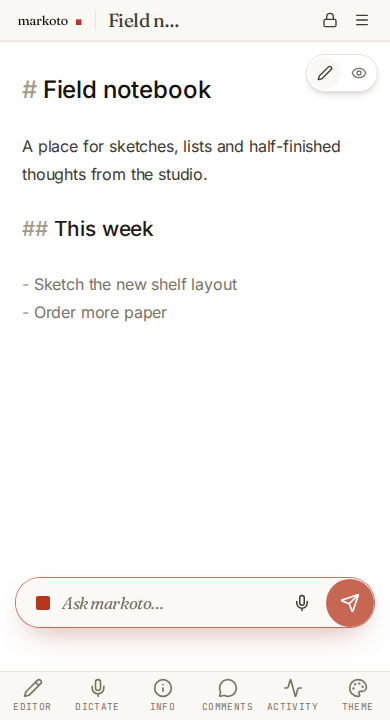 markoto
Field n...
# Field notebook
A place for sketches, lists and half-finished
thoughts from the studio.
## This week
- Sketch the new shelf layout
- Order more paper
Ask markoto...
EDITOR DICTATE INFO COMMENTS ACTIVITY THEME